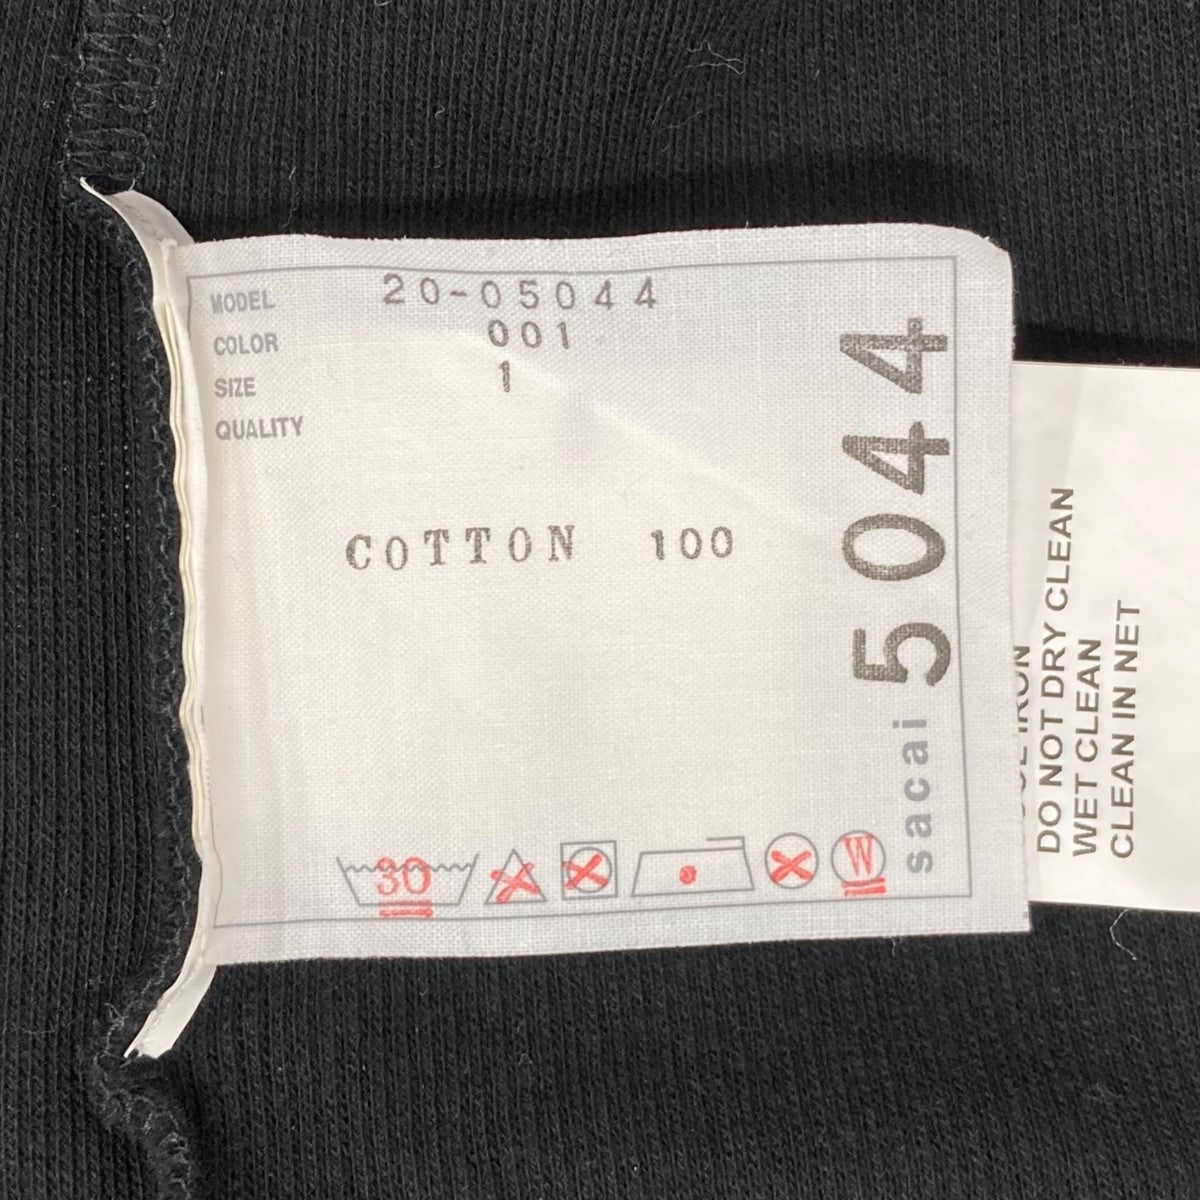 MODEL 20-05044
COLOR 001
SIZE 1
QUALITY
COTTON 100
30
W
sacai 5044
DO NOT DRY CLEAN
WET CLEAN
CLEAN IN NET